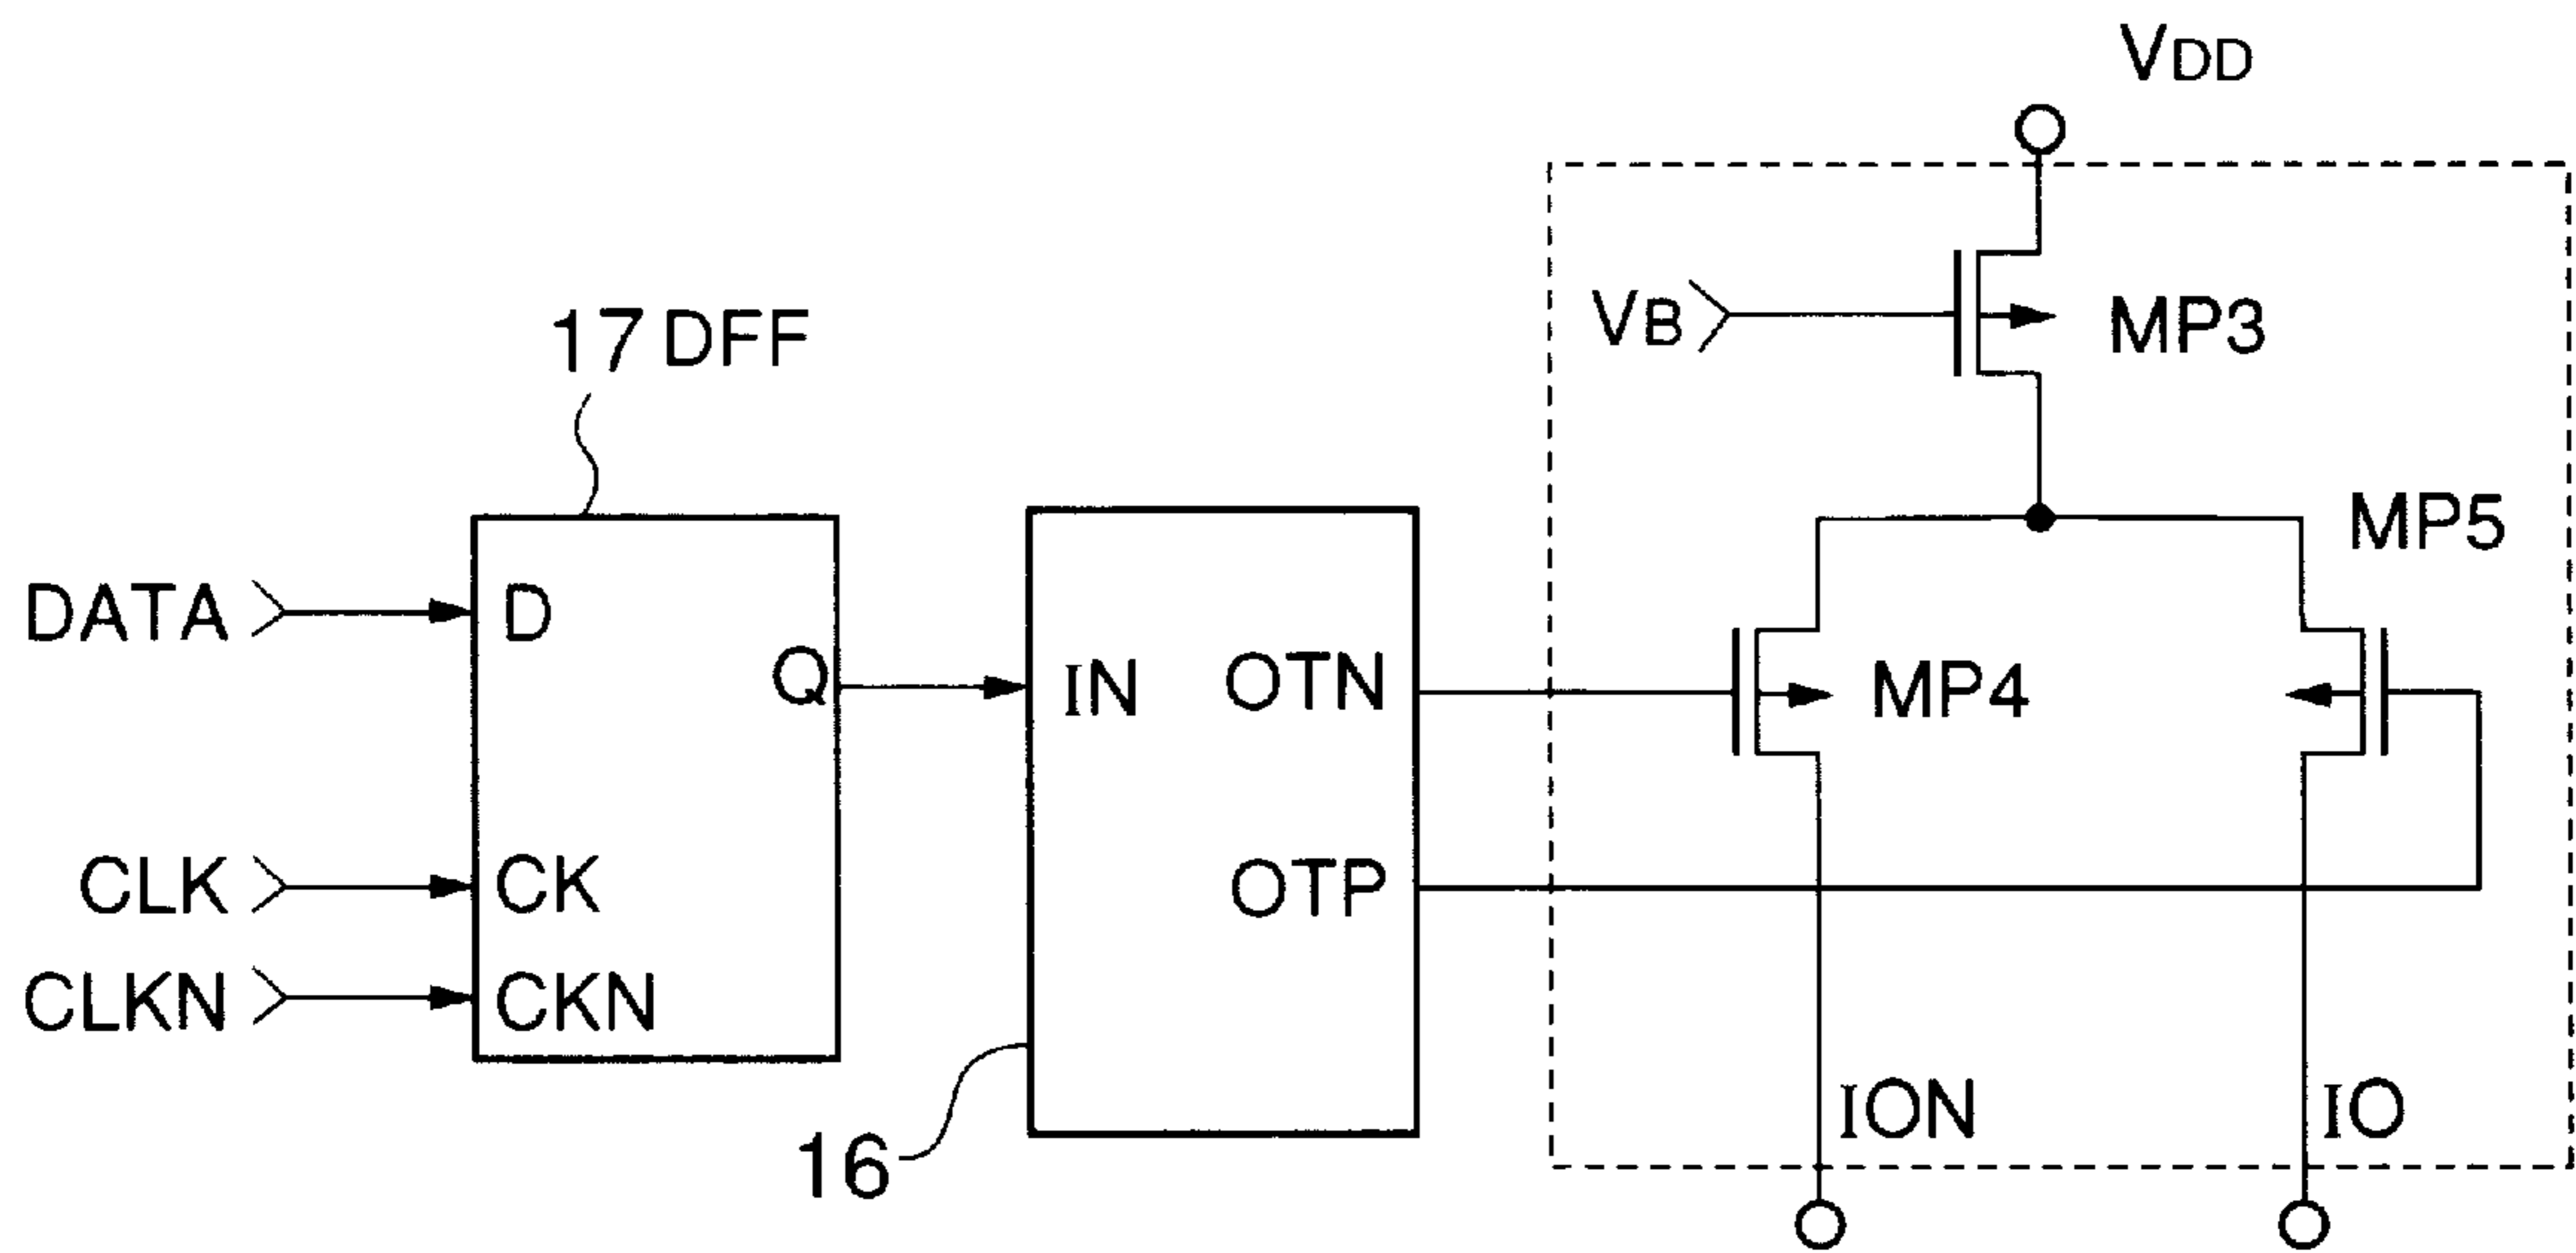 VDD
17 DFF
VB
MP3
MP5
DATA
D
Q
IN
OTN
MP4
CLK
CK
OTP
CLKN
CKN
16
ION
IO